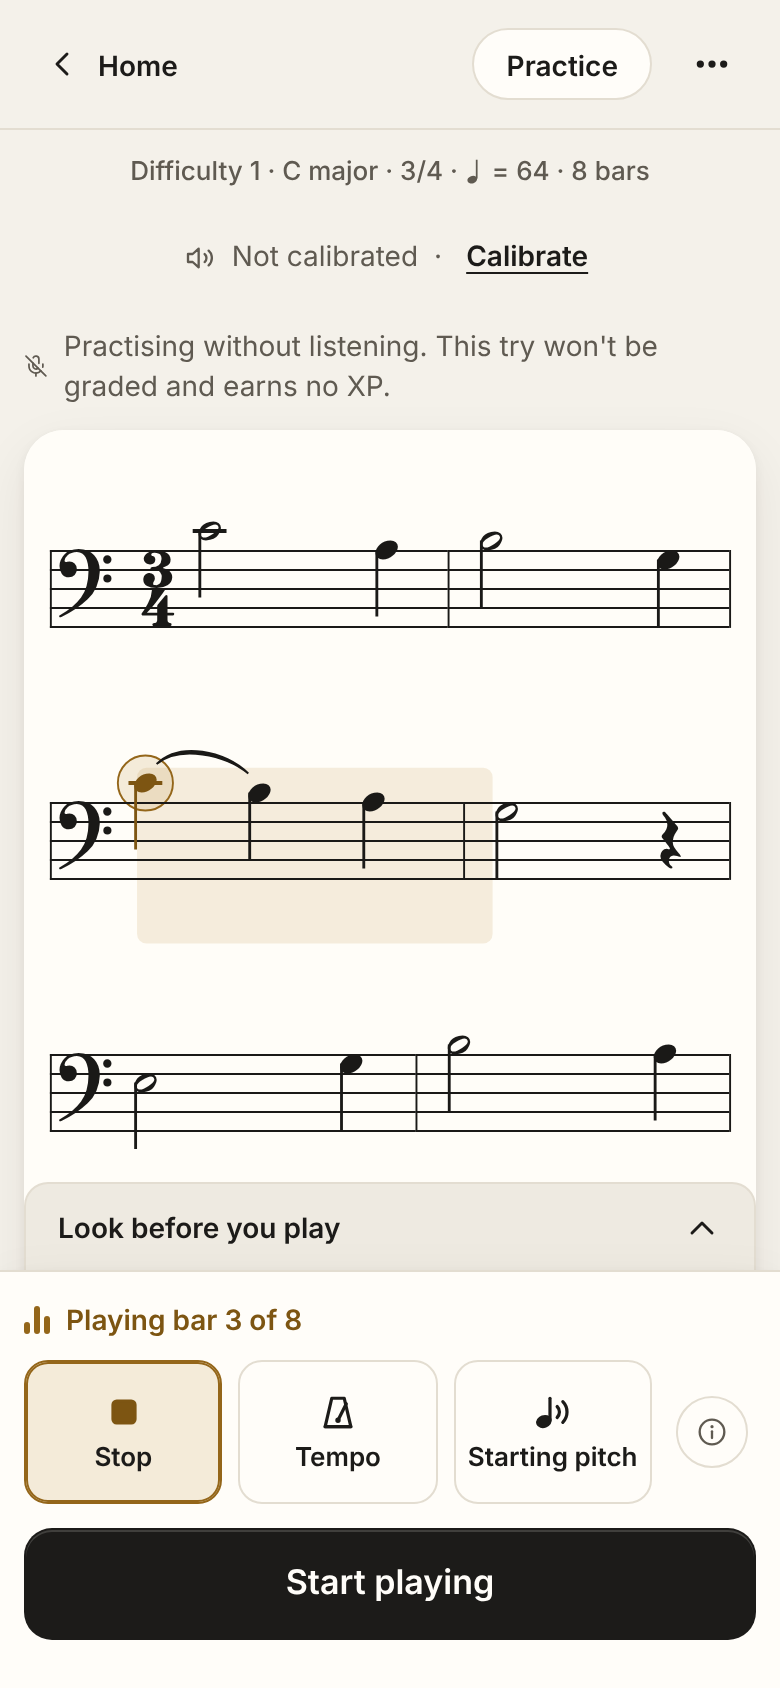 Home
Practice
Difficulty 1 · C major · 3/4 · ♩ = 64 · 8 bars
Not calibrated · Calibrate
Practising without listening. This try won't be
graded and earns no XP.
3
4
Look before you play
Playing bar 3 of 8
Stop
Tempo
Starting pitch
Start playing